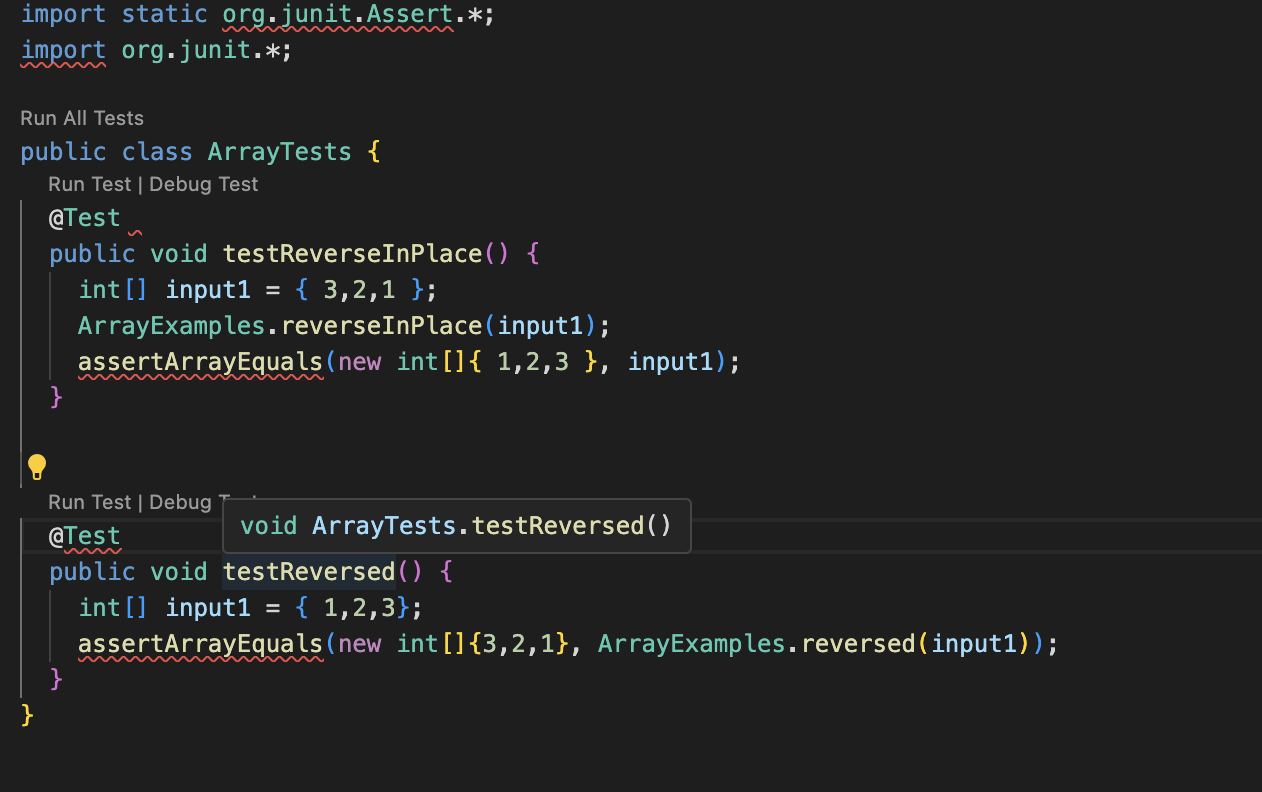 import static org.junit.Assert.*;
import org.junit.*;
Run All Tests
public class ArrayTests {
Run Test | Debug Test
@Test
public void testReverseInPlace() {
int[] input1 = { 3,2,1 };
ArrayExamples.reverseInPlace(input1);
assertArrayEquals(new int[]{ 1,2,3 }, input1);
}
Run Test | Debug
void ArrayTests.testReversed()
@Test
public void testReversed() {
int[] input1 = { 1,2,3};
assertArrayEquals(new int[]{3,2,1}, ArrayExamples.reversed(input1));
}
}